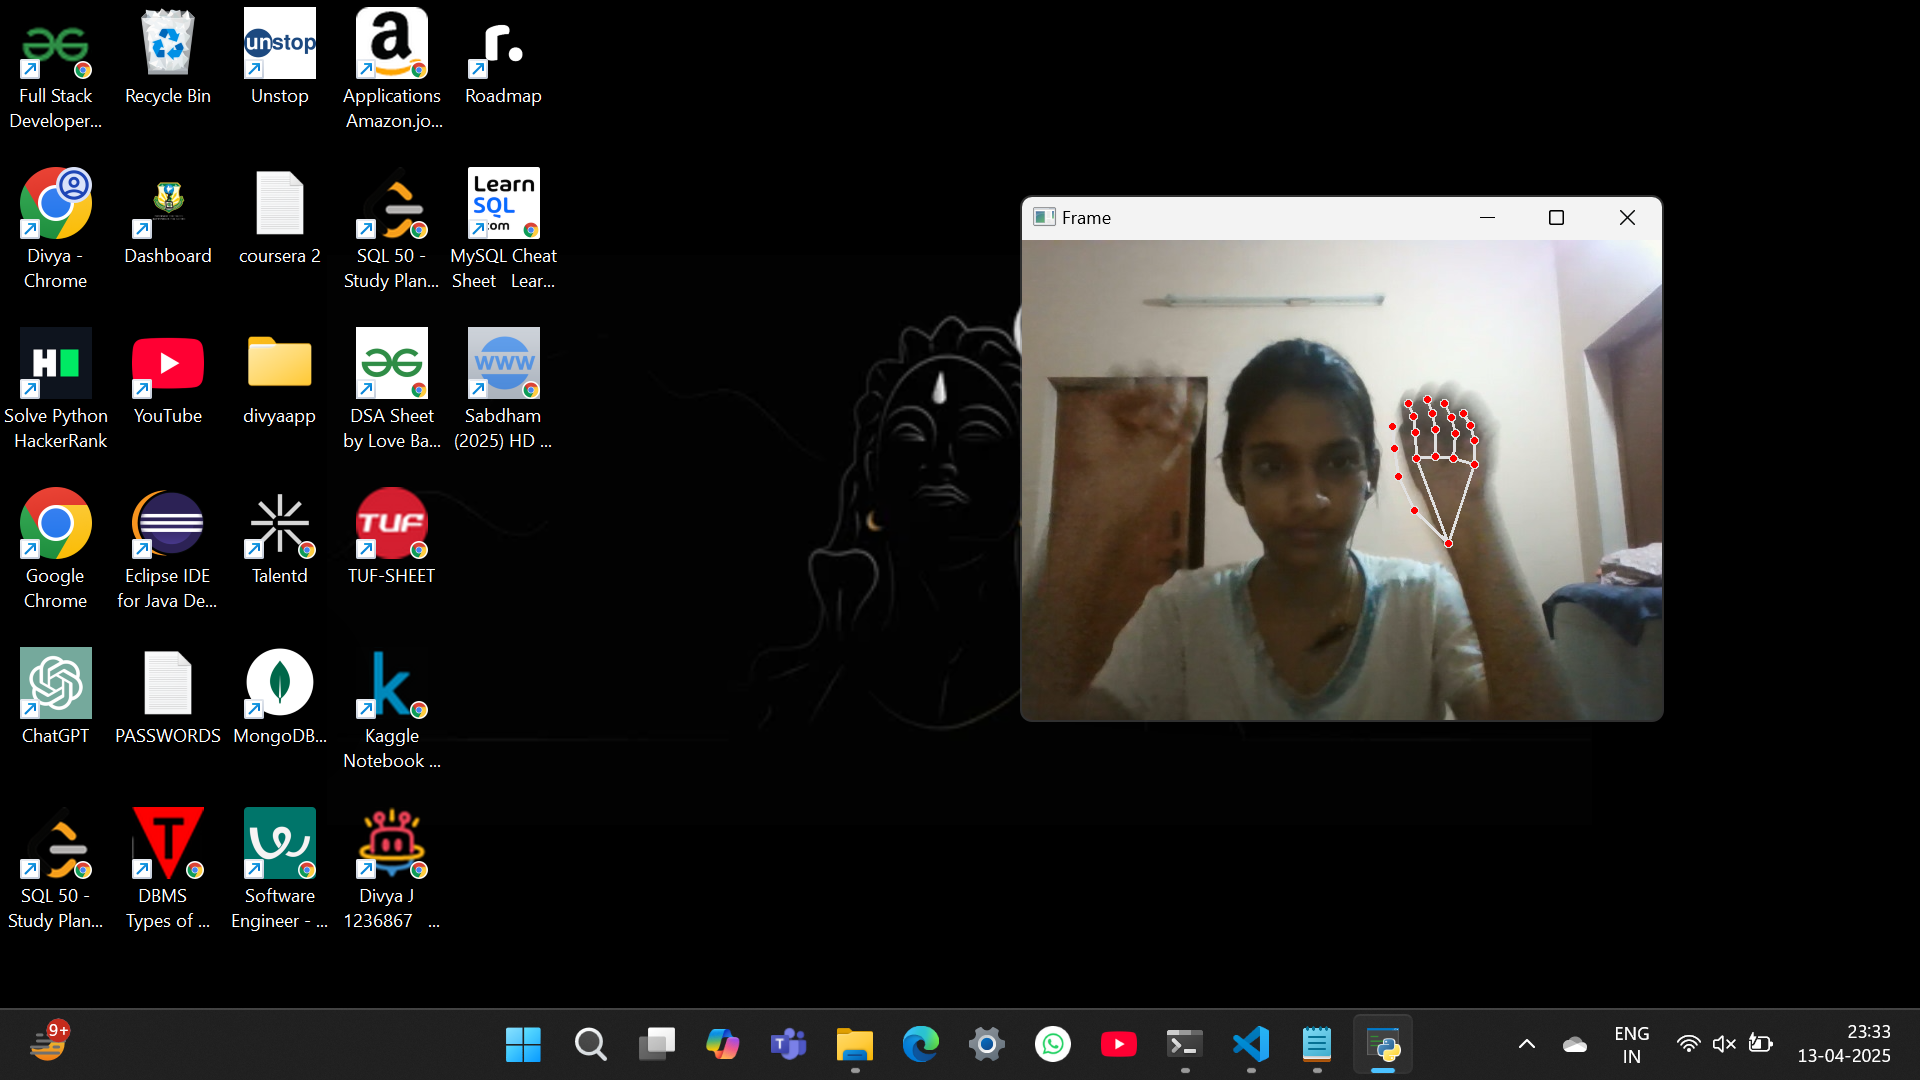 Full Stack
Developer...
Recycle Bin
unstop
Unstop
a
Applications
Amazon.jo...
r.
Roadmap
Divya -
Chrome
Dashboard
coursera 2
SQL 50 -
Study Plan...
Learn
SQL
.com
MySQL Cheat
Sheet Lear...
H
Solve Python
HackerRank
YouTube
divyaapp
DSA Sheet
by Love Ba...
www
Sabdham
(2025) HD ...
Google
Chrome
Eclipse IDE
for Java De...
Talentd
TUF
TUF-SHEET
ChatGPT
PASSWORDS
MongoDB...
k
Kaggle
Notebook ...
SQL 50 -
Study Plan...
T
DBMS
Types of ...
Software
Engineer - ...
Divya J
1236867 ...
Frame
9+
T
ENG
IN
23:33
13-04-2025